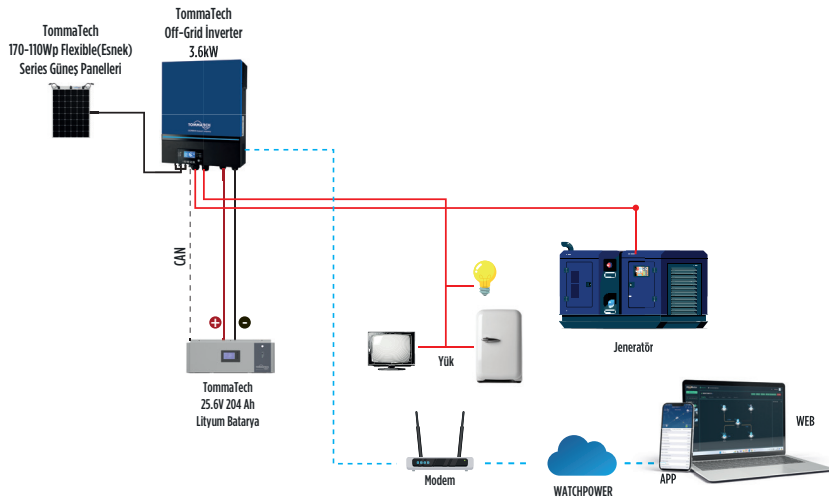 TommaTech
170-110Wp Flexible(Esnek)
Series Güneş Panelleri
TommaTech
Off-Grid İnverter
3.6kW
TOMMATECH
CAN
+
-
TommaTech
25.6V 204 Ah
Lityum Batarya
Yük
Jeneratör
Modem
WATCHPOWER
APP
WEB